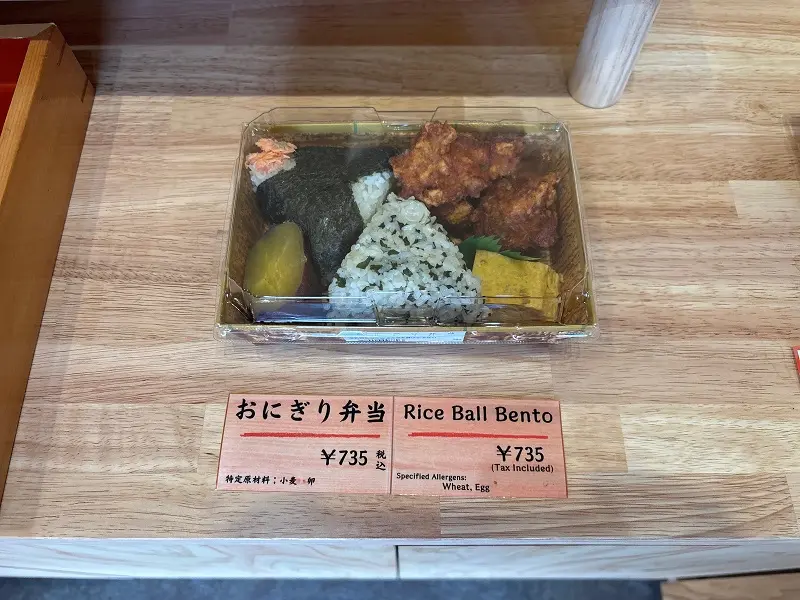 おにぎり弁当
¥735 税込
特定原材料；小麦 卵
Rice Ball Bento
¥735
(Tax Included)
Specified Allergens:
Wheat, Egg